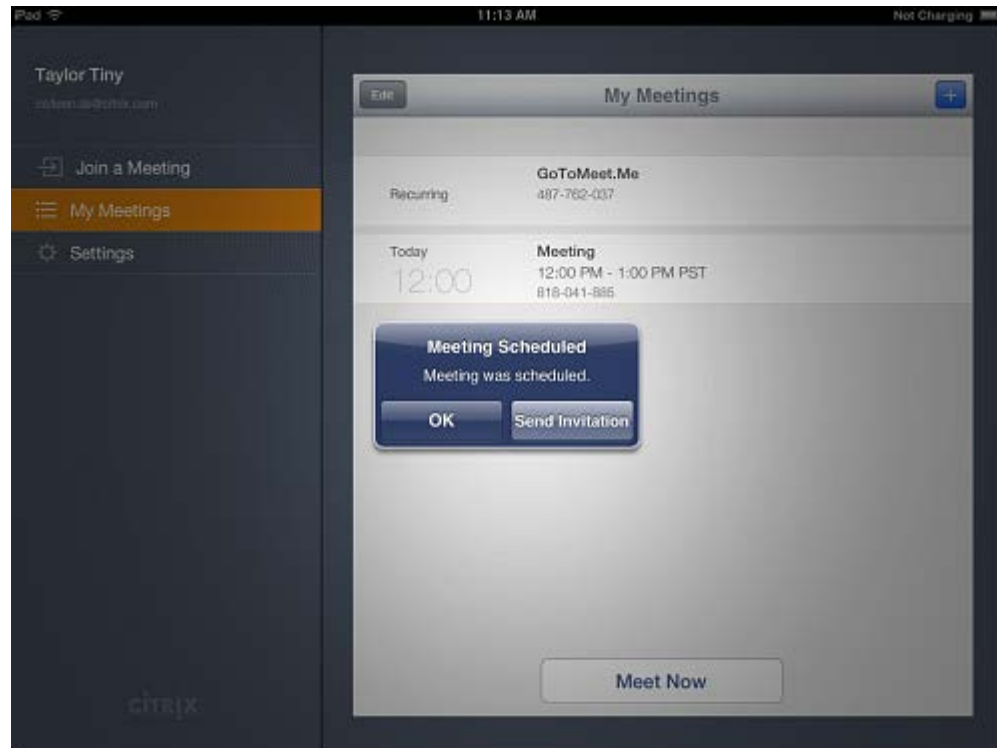 iPad
11:13 AM
Not Charging
Taylor Tiny
Join a Meeting
My Meetings
Settings
citrix
Edit
My Meetings
+
Recurring
GoToMeet.Me
487-762-037
Today
12:00
Meeting
12:00 PM - 1:00 PM PST
818-041-885
Meeting Scheduled
Meeting was scheduled.
OK
Send Invitation
Meet Now